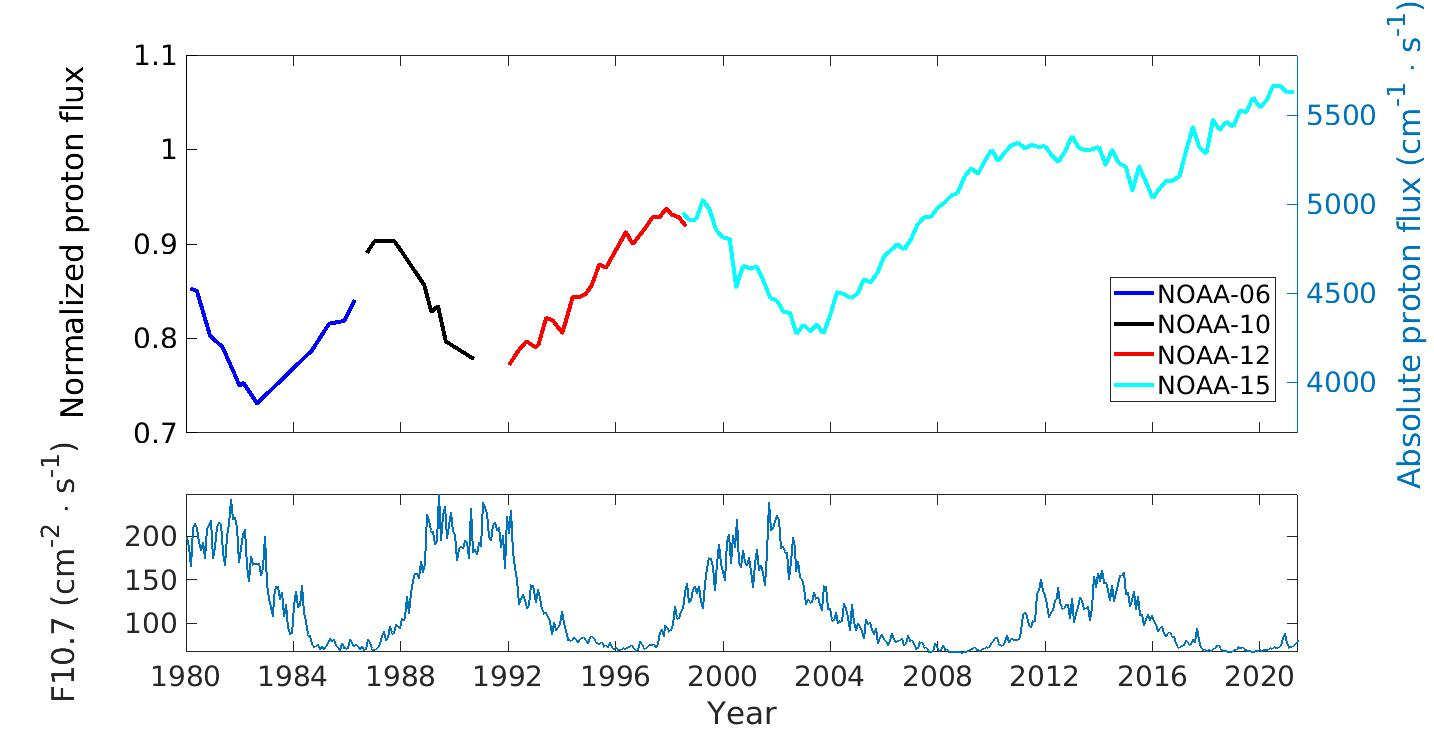 Normalized proton flux
1.1
1
0.9
0.8
0.7
Absolute proton flux (cm⁻¹ · s⁻¹)
5500
5000
4500
4000
NOAA-06
NOAA-10
NOAA-12
NOAA-15
F10.7 (cm⁻² · s⁻¹)
200
150
100
1980 1984 1988 1992 1996 2000 2004 2008 2012 2016 2020
Year